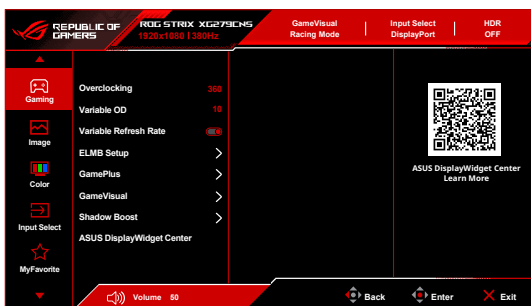 REPUBLIC OF
GAMERS
ROG STRIX XG279CNS
1920x1080 | 380Hz
GameVisual
Racing Mode
Input Select
DisplayPort
HDR
OFF
Gaming
Image
Color
Input Select
MyFavorite
Overclocking 360
Variable OD 10
Variable Refresh Rate
ELMB Setup
GamePlus
GameVisual
Shadow Boost
ASUS DisplayWidget Center
ASUS DisplayWidget Center
Learn More
Volume 50
Back
Enter
Exit